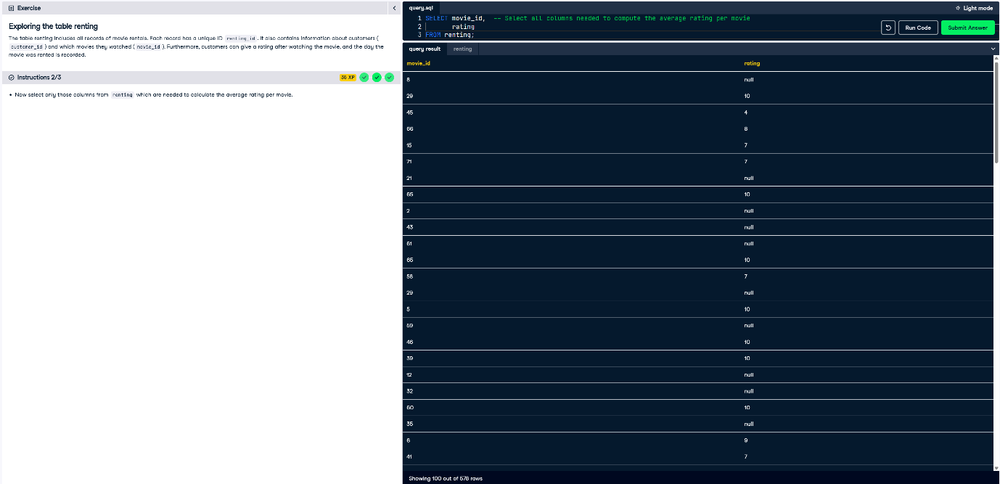 Exercise
Exploring the table renting
The table renting includes all records of movie rentals. Each record has a unique ID renting_id. It also contains information about customers (
customer_id) and which movies they watched (movie_id). Furthermore, customers can give a rating after watching the movie, and the day the
movie was rented is recorded.
Instructions 2/3
35 XP
Now select only those columns from renting which are needed to calculate the average rating per movie.
query.sql
Light mode
1 SELECT movie_id,  -- Select all columns needed to compute the average rating per movie
2 rating
3 FROM renting;
Run Code
Submit Answer
query result renting
movie_id rating
8 null
29 10
45 4
66 8
15 7
71 7
21 null
65 10
2 null
43 null
61 null
65 10
58 7
29 null
5 10
59 null
46 10
39 10
12 null
32 null
60 10
35 null
6 9
41 7
Showing 100 out of 578 rows